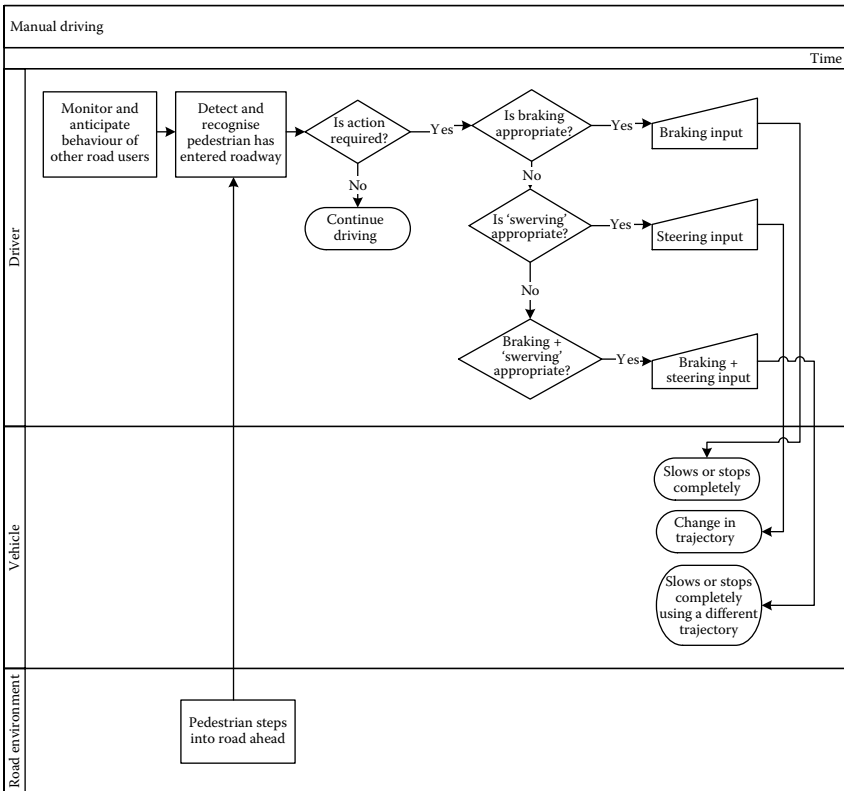 Manual driving
Time
Driver
Monitor and
anticipate
behaviour of
other road users
Detect and
recognise
pedestrian has
entered roadway
Is action
required?
Yes
No
Continue
driving
Is braking
appropriate?
Yes
Braking input
No
Is ‘swerving’
appropriate?
Yes
Steering input
No
Braking +
‘swerving’
appropriate?
Yes
Braking +
steering input
Vehicle
Slows or stops
completely
Change in
trajectory
Slows or stops
completely
using a different
trajectory
Road environment
Pedestrian steps
into road ahead